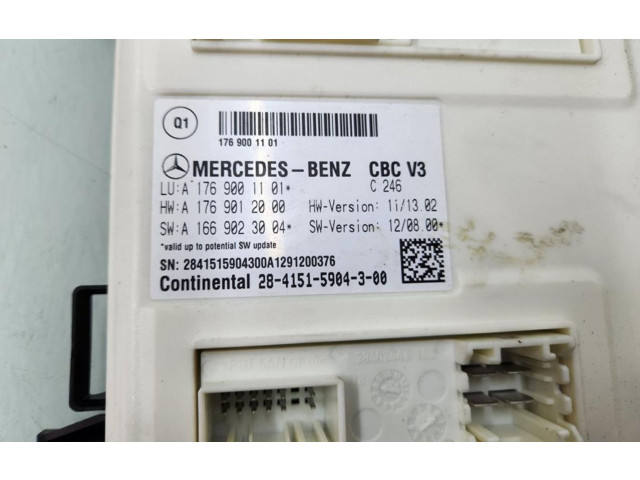 Q1
176 900 11 01
MERCEDES-BENZ CBC V3
C 246
LU:A 176 900 11 01*
HW:A 176 901 20 00 HW-Version: 11/13.02
SW:A 166 902 30 04* SW-Version: 12/08.00*
*valid up to potential SW update
SN: 2841515904300A1291200376
Continental 28-4151-5904-3-00